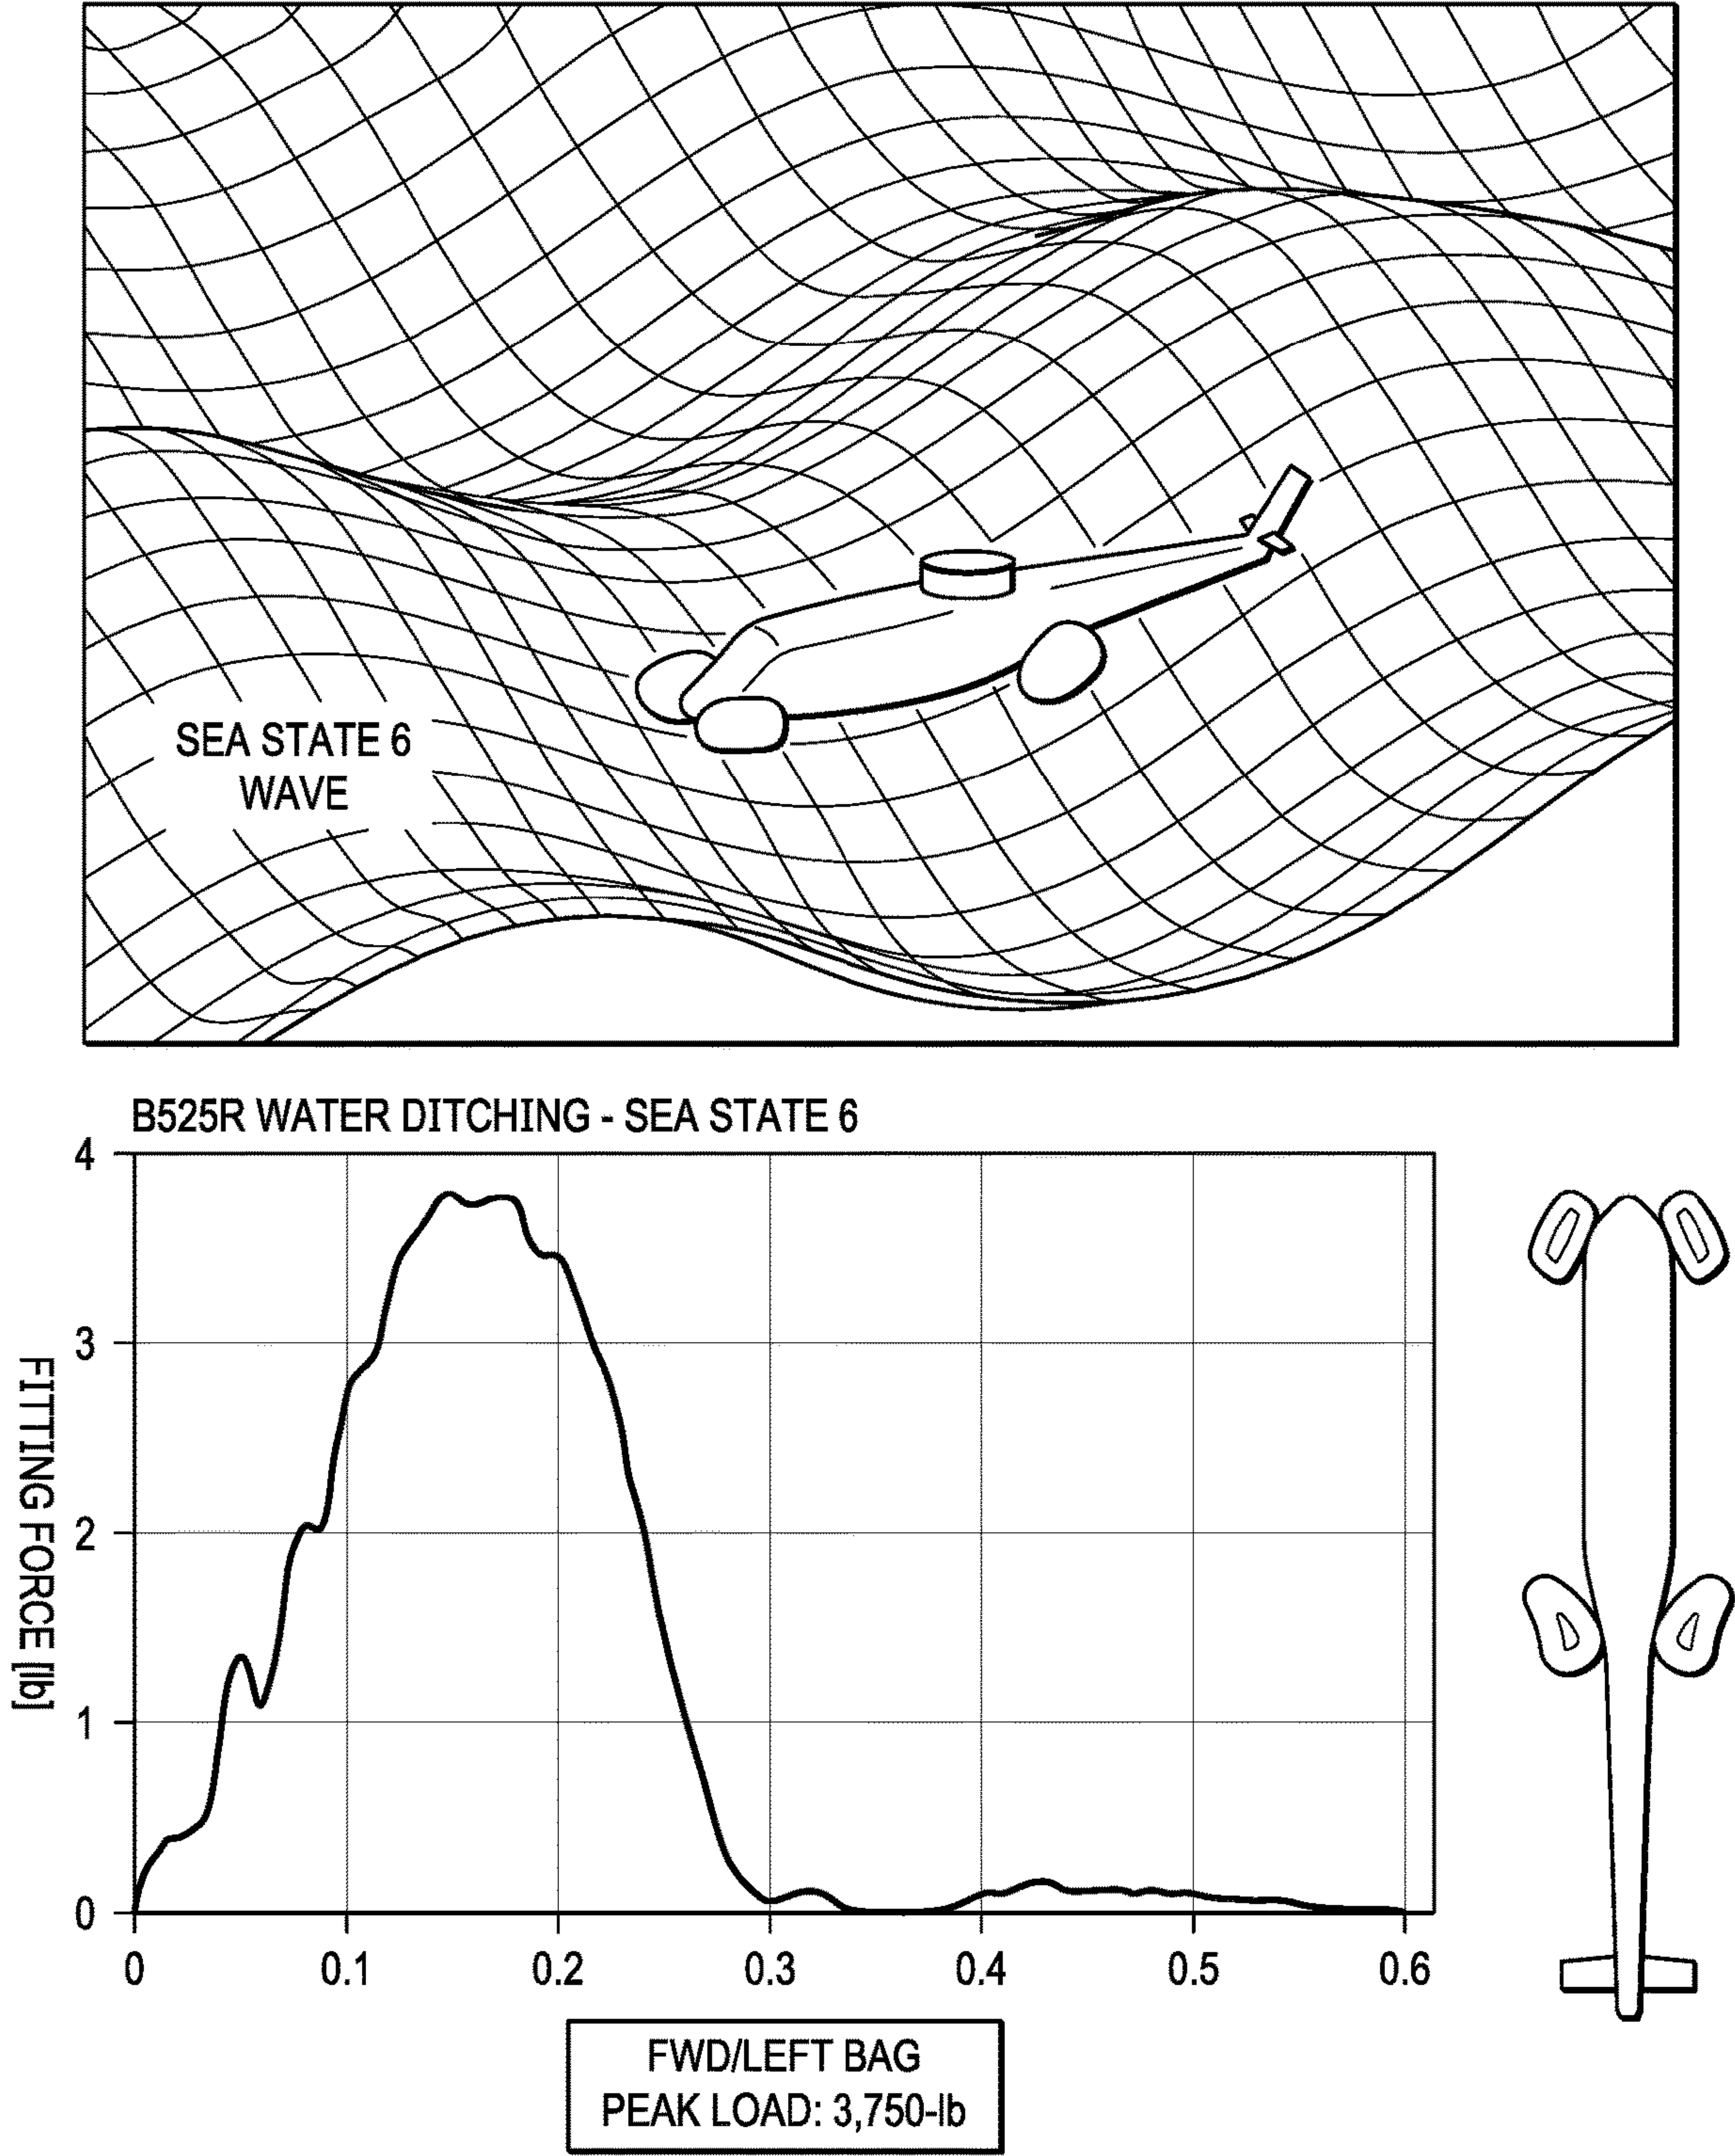 SEA STATE 6
WAVE
B525R WATER DITCHING - SEA STATE 6
4
3
2
1
0
FITTING FORCE [lb]
0 0.1 0.2 0.3 0.4 0.5 0.6
FWD/LEFT BAG
PEAK LOAD: 3,750-lb